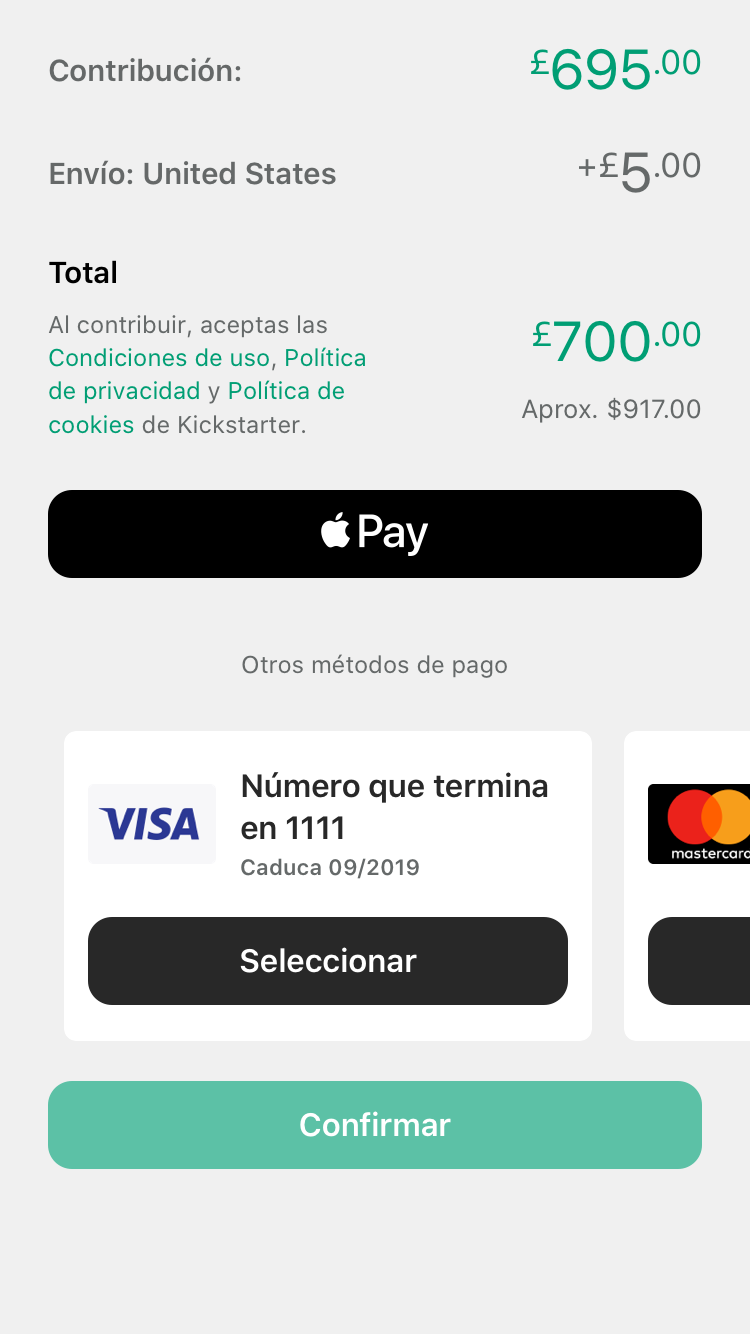 Contribución: £695.00
Envío: United States +£5.00
Total
Al contribuir, aceptas las
Condiciones de uso, Política
de privacidad y Política de
cookies de Kickstarter.
£700.00
Aprox. $917.00
Pay
Otros métodos de pago
VISA
Número que termina
en 1111
Caduca 09/2019
Seleccionar
mastercard
Confirmar